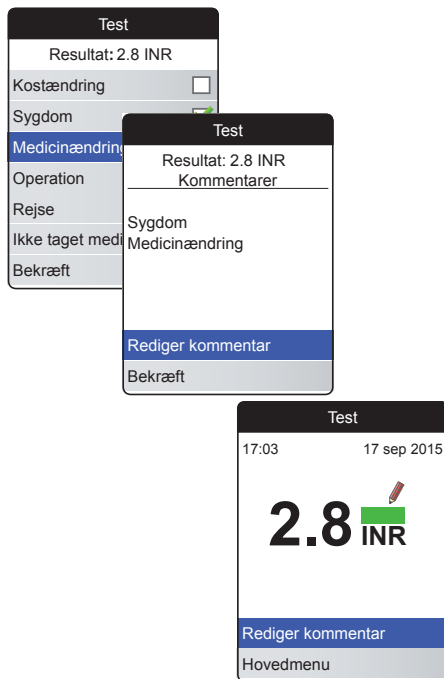 Test
Resultat: 2.8 INR
Kostændring
Sygdom
Medicinændring
Operation
Rejse
Ikke taget medi
Bekræft
Test
Resultat: 2.8 INR
Kommentarer
Sygdom
Medicinændring
Rediger kommentar
Bekræft
Test
17:03 17 sep 2015
2.8 INR
Rediger kommentar
Hovedmenu